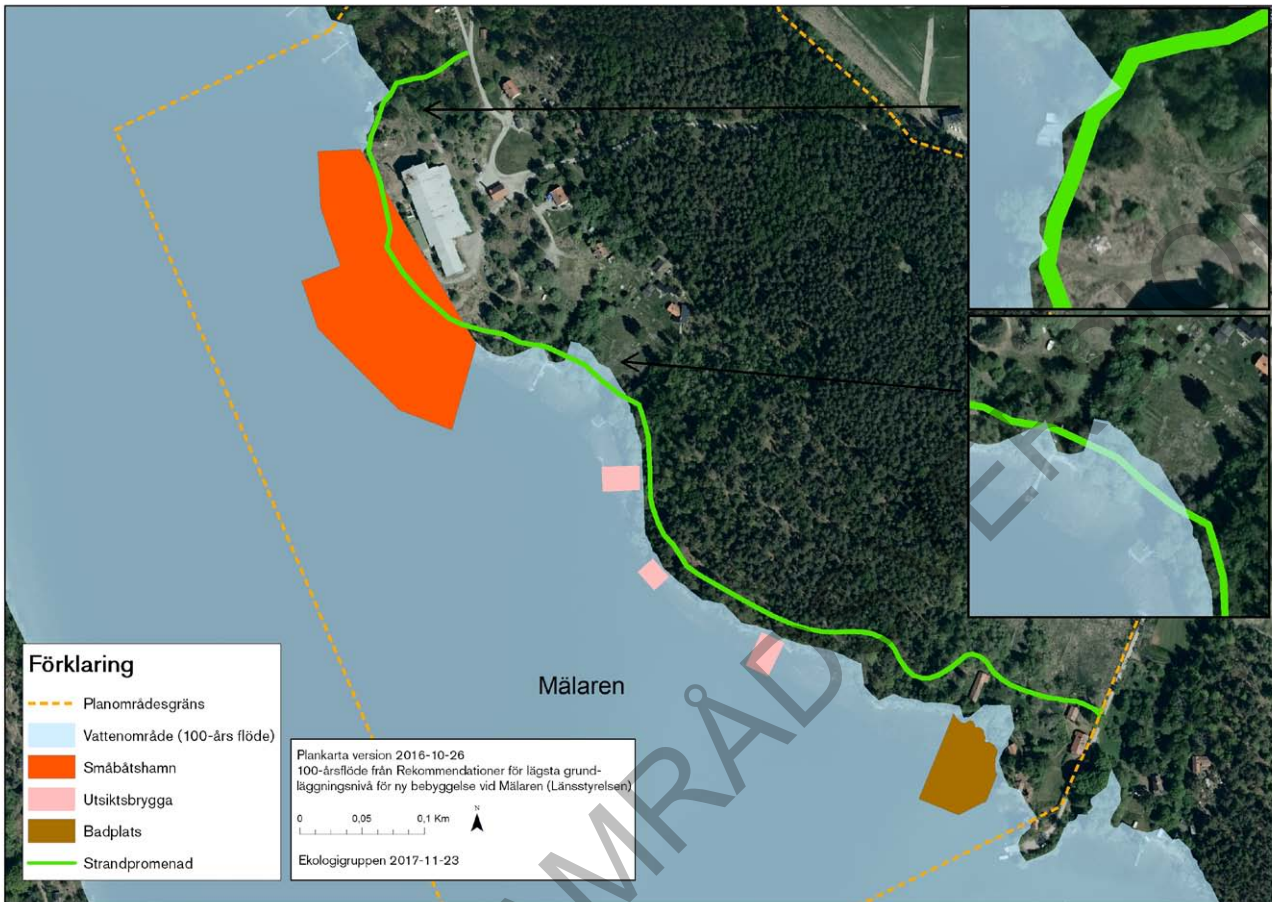 Mälaren
Förklaring
Planområdesgräns
Vattenområde (100-års flöde)
Småbåtshamn
Utsiktsbrygga
Badplats
Strandpromenad
Plankarta version 2016-10-26
100-årsflöde från Rekommendationer för lägsta grund-
läggningsnivå för ny bebyggelse vid Mälaren (Länsstyrelsen)
N
0 0,05 0,1 Km
Ekologigruppen 2017-11-23